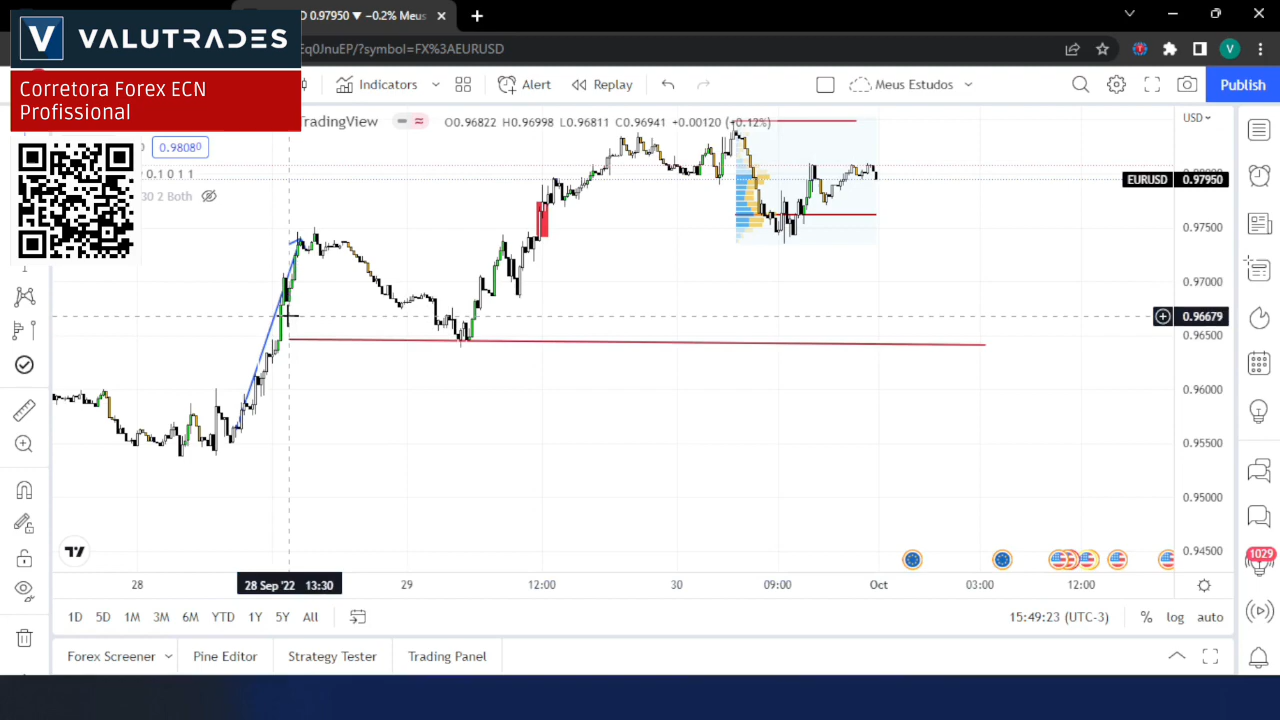 0.97950 ▼ −0.2% Meus
VALUTRADES
Corretora Forex ECN
Profissional
Eq0JnuEP/?symbol=FX%3AEURUSD
V
Indicators
Alert
Replay
Meus Estudos
Publish
TradingView
O0.96822 H0.96998 L0.96811 C0.96941 +0.00120 (+0.12%)
USD
0.98080
0.1 0 1 1
30 2 Both
EURUSD 0.97950
0.97500
0.97000
0.96679
0.96500
0.96000
0.95500
0.95000
0.94500
1029
28
28 Sep '22 13:30
29
12:00
30
09:00
Oct
03:00
12:00
1D 5D 1M 3M 6M YTD 1Y 5Y All
15:49:23 (UTC-3)
% log auto
Forex Screener
Pine Editor
Strategy Tester
Trading Panel